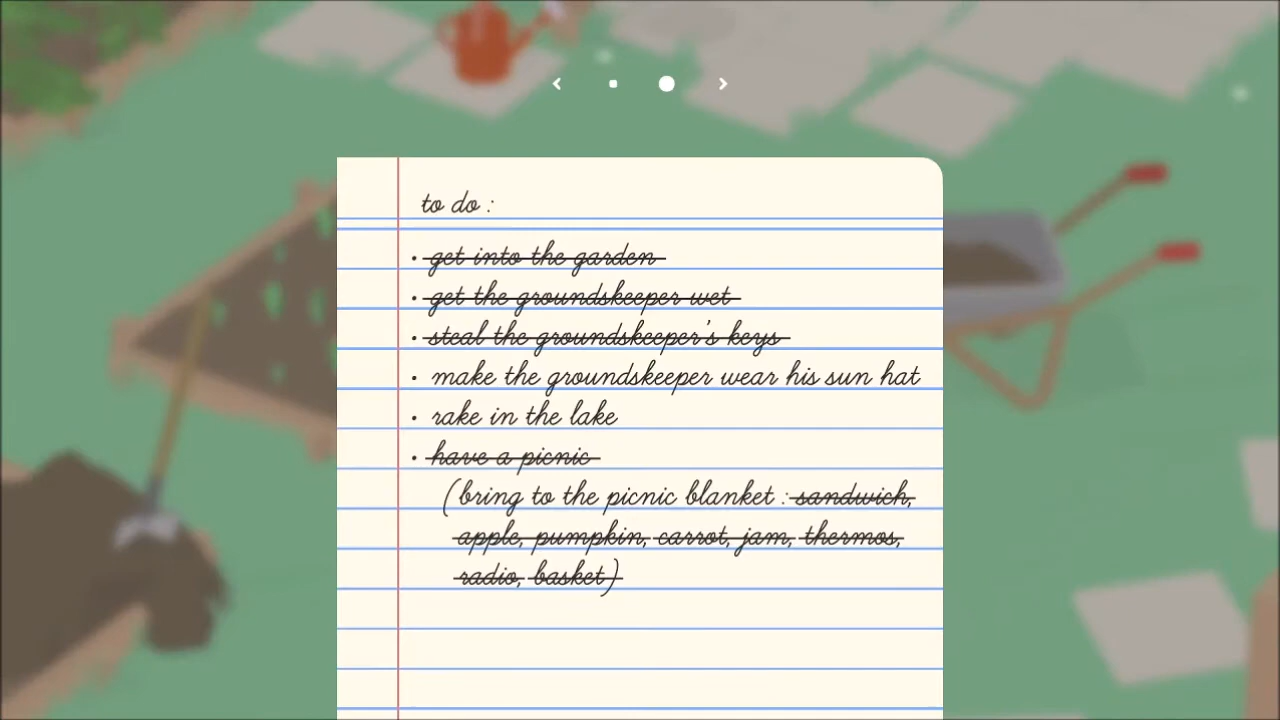 to do :
• get into the garden
• get the groundskeeper wet
• steal the groundskeeper's keys
• make the groundskeeper wear his sun hat
• rake in the lake
• have a picnic
(bring to the picnic blanket : sandwich,
apple, pumpkin, carrot, jam, thermos,
radio, basket)